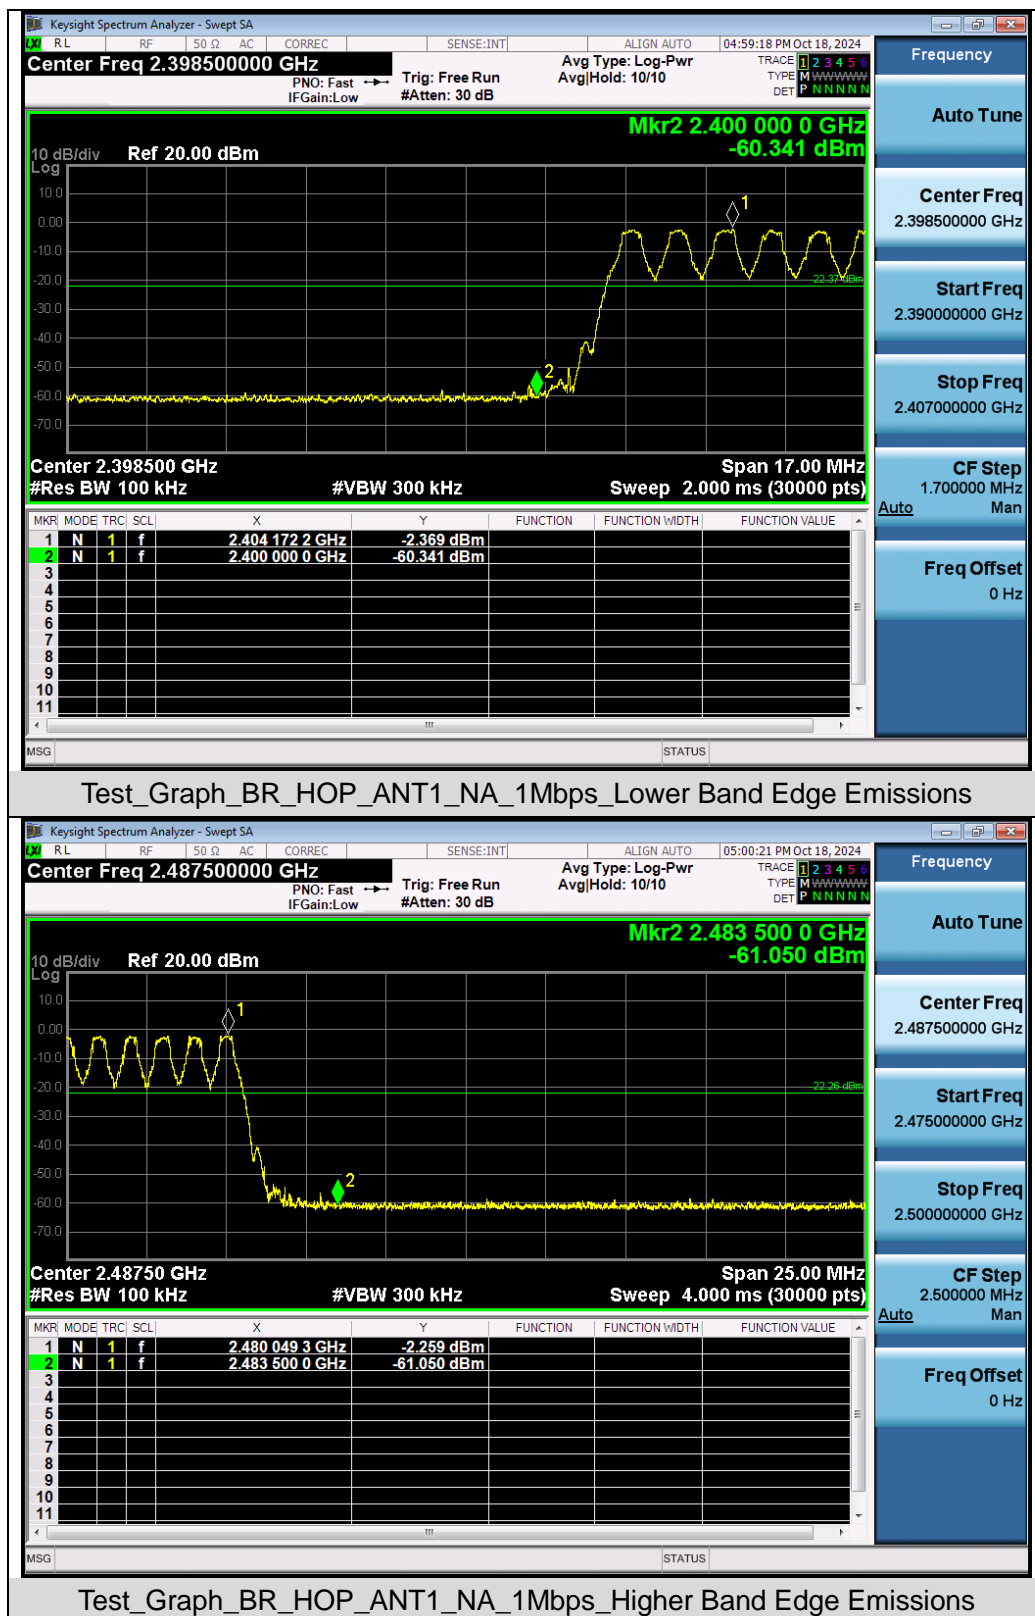 Keysight Spectrum Analyzer - Swept SA
LXI RL RF 50 Ω AC CORREC SENSE:INT ALIGN AUTO 04:59:18 PM Oct 18, 2024
Center Freq 2.398500000 GHz
PNO: Fast
IFGain:Low
Trig: Free Run
#Atten: 30 dB
Avg Type: Log-Pwr
Avg|Hold: 10/10
TRACE 1 2 3 4 5 6
TYPE M W W W W W
DET P N N N N N
Mkr2 2.400 000 0 GHz
-60.341 dBm
10 dB/div Ref 20.00 dBm
Log
10.0
0.00
-10.0
-20.0
-30.0
-40.0
-50.0
-60.0
-70.0
1
2
-22.37 dBm
Center 2.398500 GHz Span 17.00 MHz
#Res BW 100 kHz #VBW 300 kHz Sweep 2.000 ms (30000 pts)
MKR MODE TRC SCL X Y FUNCTION FUNCTION WIDTH FUNCTION VALUE
1 N 1 f 2.404 172 2 GHz -2.369 dBm
2 N 1 f 2.400 000 0 GHz -60.341 dBm
3
4
5
6
7
8
9
10
11
MSG STATUS
Frequency
Auto Tune
Center Freq
2.398500000 GHz
Start Freq
2.390000000 GHz
Stop Freq
2.407000000 GHz
CF Step
1.700000 MHz
Auto Man
Freq Offset
0 Hz
Test_Graph_BR_HOP_ANT1_NA_1Mbps_Lower Band Edge Emissions
Keysight Spectrum Analyzer - Swept SA
LXI RL RF 50 Ω AC CORREC SENSE:INT ALIGN AUTO 05:00:21 PM Oct 18, 2024
Center Freq 2.487500000 GHz
PNO: Fast
IFGain:Low
Trig: Free Run
#Atten: 30 dB
Avg Type: Log-Pwr
Avg|Hold: 10/10
TRACE 1 2 3 4 5 6
TYPE M W W W W W
DET P N N N N N
Mkr2 2.483 500 0 GHz
-61.050 dBm
10 dB/div Ref 20.00 dBm
Log
10.0
0.00
-10.0
-20.0
-30.0
-40.0
-50.0
-60.0
-70.0
1
2
-22.26 dBm
Center 2.48750 GHz Span 25.00 MHz
#Res BW 100 kHz #VBW 300 kHz Sweep 4.000 ms (30000 pts)
MKR MODE TRC SCL X Y FUNCTION FUNCTION WIDTH FUNCTION VALUE
1 N 1 f 2.480 049 3 GHz -2.259 dBm
2 N 1 f 2.483 500 0 GHz -61.050 dBm
3
4
5
6
7
8
9
10
11
MSG STATUS
Frequency
Auto Tune
Center Freq
2.487500000 GHz
Start Freq
2.475000000 GHz
Stop Freq
2.500000000 GHz
CF Step
2.500000 MHz
Auto Man
Freq Offset
0 Hz
Test_Graph_BR_HOP_ANT1_NA_1Mbps_Higher Band Edge Emissions